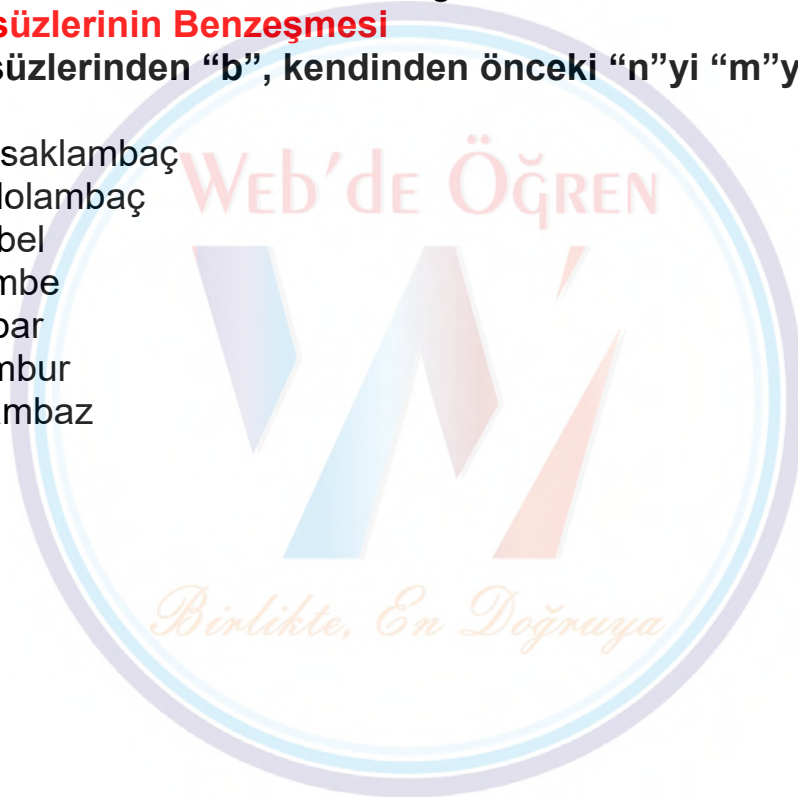 süzlerinin Benzeşmesi
süzlerinden “b”, kendinden önceki “n”yi “m”y
saklambaç
dolambaç
bel
mbe
bar
mbur
mbaz
Web’de Öğren
Birlikte, En Doğruya